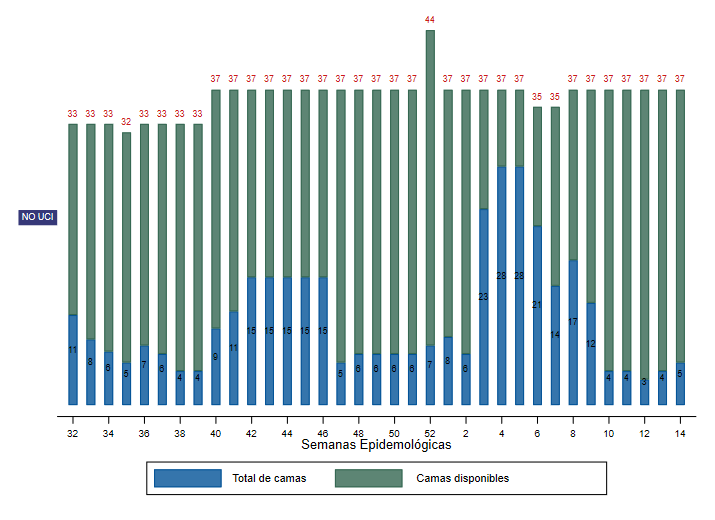 44
37 37 37 37 37 37 37 37 37 37 37 37 37 37 37 37 37 37 37 37 37 37 37
35 35
33 33 33 32 33 33 33 33
NO UCI
11 8 6 5 7 6 4 4 9 11 15 15 15 15 15 5 6 6 6 6 7 8 6 23 28 28 21 14 17 12 4 4 3 4 5
32 34 36 38 40 42 44 46 48 50 52 2 4 6 8 10 12 14
Semanas Epidemológicas
Total de camas Camas disponibles